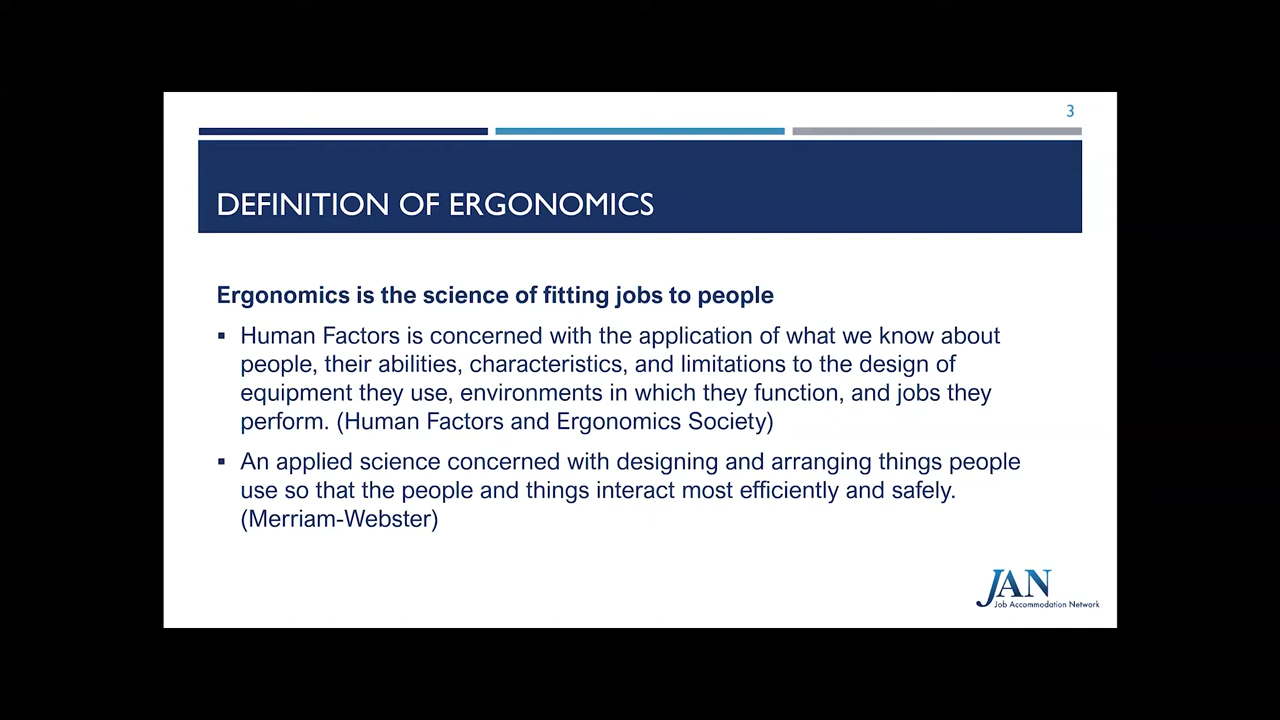 3
DEFINITION OF ERGONOMICS
Ergonomics is the science of fitting jobs to people
▪ Human Factors is concerned with the application of what we know about
people, their abilities, characteristics, and limitations to the design of
equipment they use, environments in which they function, and jobs they
perform. (Human Factors and Ergonomics Society)
▪ An applied science concerned with designing and arranging things people
use so that the people and things interact most efficiently and safely.
(Merriam-Webster)
JAN
Job Accommodation Network